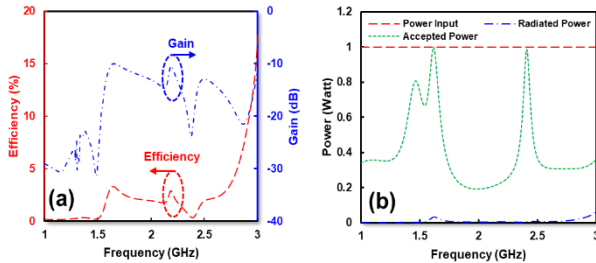 20
15
10
5
0
Efficiency (%)
Gain
Efficiency
(a)
0
-10
-20
-30
-40
Gain (dB)
1
1.5
2
2.5
3
Frequency (GHz)
Power Input
Radiated Power
Accepted Power
1.2
1
0.8
0.6
0.4
0.2
0
Power (Watt)
(b)
1
1.5
2
2.5
3
Frequency (GHz)